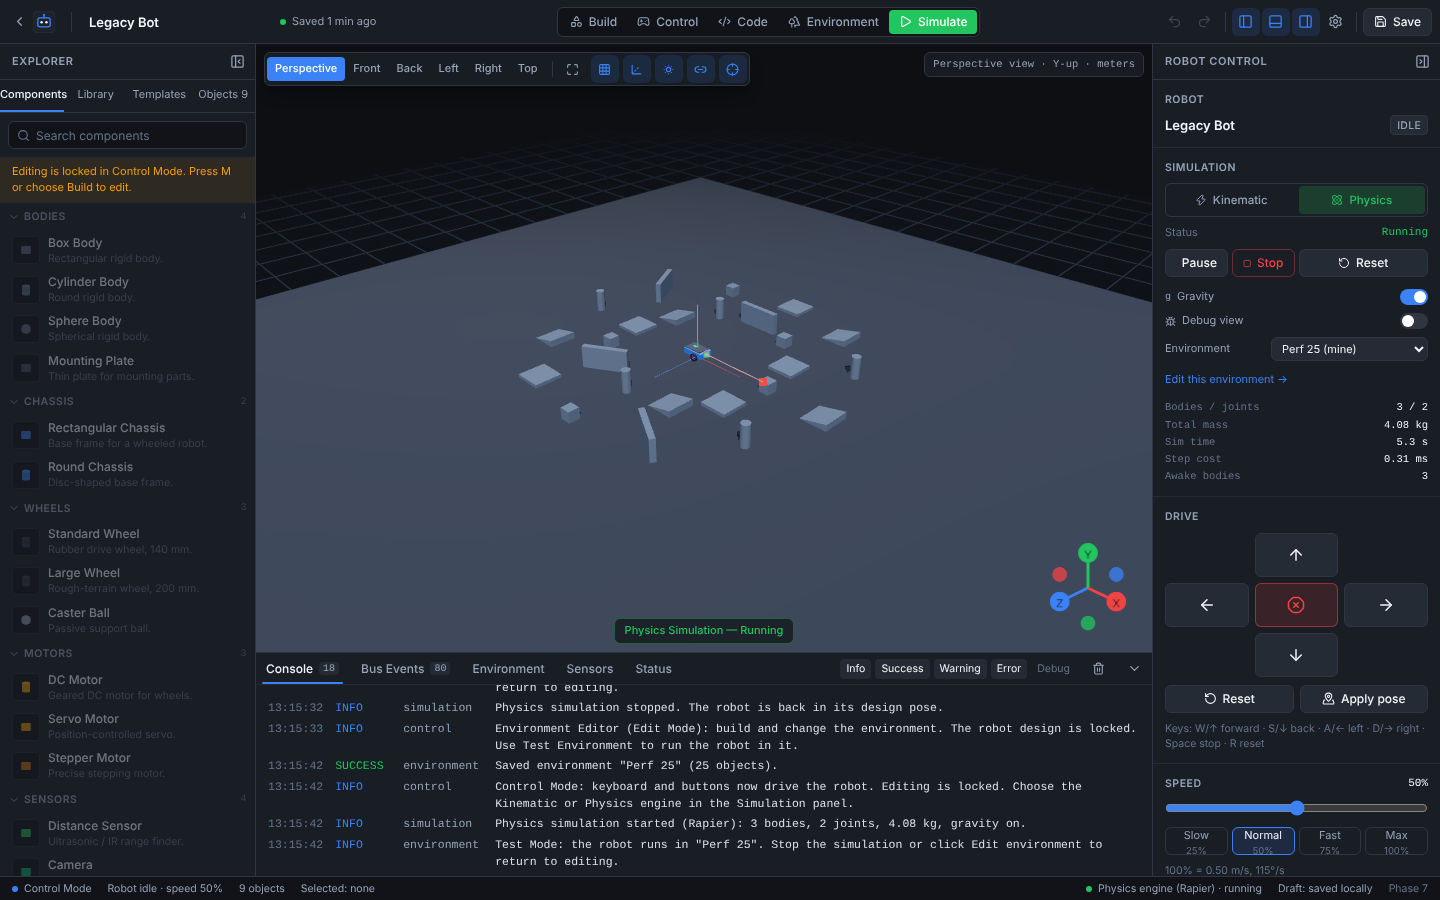 Legacy Bot
Saved 1 min ago
Build
Control
Code
Environment
Simulate
Save
EXPLORER
Components
Library
Templates
Objects 9
Search components
Editing is locked in Control Mode. Press M
or choose Build to edit.
BODIES 4
Box Body
Rectangular rigid body.
Cylinder Body
Round rigid body.
Sphere Body
Spherical rigid body.
Mounting Plate
Thin plate for mounting parts.
CHASSIS 2
Rectangular Chassis
Base frame for a wheeled robot.
Round Chassis
Disc-shaped base frame.
WHEELS 3
Standard Wheel
Rubber drive wheel, 140 mm.
Large Wheel
Rough-terrain wheel, 200 mm.
Caster Ball
Passive support ball.
MOTORS 3
DC Motor
Geared DC motor for wheels.
Servo Motor
Position-controlled servo.
Stepper Motor
Precise stepping motor.
SENSORS 4
Distance Sensor
Ultrasonic / IR range finder.
Camera
Perspective
Front
Back
Left
Right
Top
Perspective view · Y-up · meters
Y
Z
X
Physics Simulation — Running
Console 18
Bus Events 80
Environment
Sensors
Status
Info
Success
Warning
Error
Debug
return to editing.
13:15:32 INFO simulation Physics simulation stopped. The robot is back in its design pose.
13:15:33 INFO control Environment Editor (Edit Mode): build and change the environment. The robot design is locked.
Use Test Environment to run the robot in it.
13:15:42 SUCCESS environment Saved environment "Perf 25" (25 objects).
13:15:42 INFO control Control Mode: keyboard and buttons now drive the robot. Editing is locked. Choose the
Kinematic or Physics engine in the Simulation panel.
13:15:42 INFO simulation Physics simulation started (Rapier): 3 bodies, 2 joints, 4.08 kg, gravity on.
13:15:42 INFO environment Test Mode: the robot runs in "Perf 25". Stop the simulation or click Edit environment to
return to editing.
ROBOT CONTROL
ROBOT
Legacy Bot IDLE
SIMULATION
Kinematic
Physics
Status Running
Pause
Stop
Reset
g Gravity
Debug view
Environment Perf 25 (mine)
Edit this environment →
Bodies / joints 3 / 2
Total mass 4.08 kg
Sim time 5.3 s
Step cost 0.31 ms
Awake bodies 3
DRIVE
Reset
Apply pose
Keys: W/↑ forward · S/↓ back · A/← left · D/→ right ·
Space stop · R reset
SPEED 50%
Slow
25%
Normal
50%
Fast
75%
Max
100%
100% = 0.50 m/s, 115°/s
Control Mode
Robot idle · speed 50%
9 objects
Selected: none
Physics engine (Rapier) · running
Draft: saved locally
Phase 7